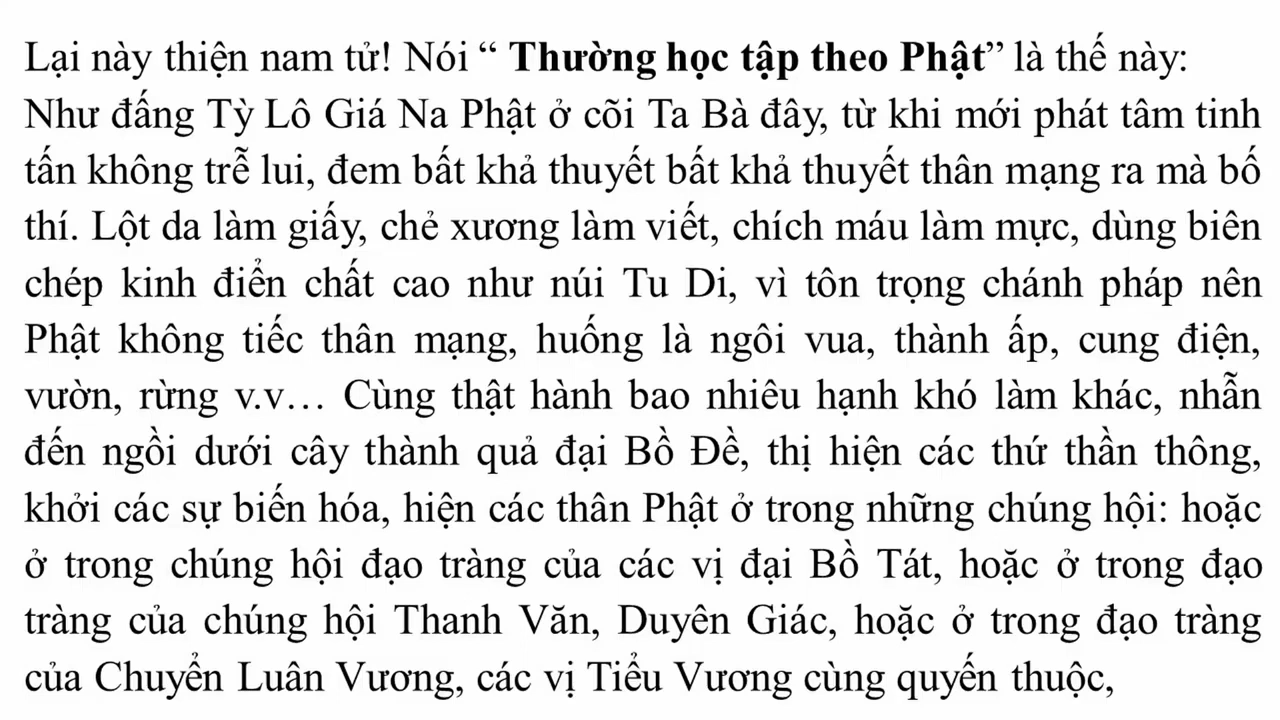 Lại này thiện nam tử! Nói “ Thường học tập theo Phật” là thế này:
Như đấng Tỳ Lô Giá Na Phật ở cõi Ta Bà đây, từ khi mới phát tâm tinh
tấn không trễ lui, đem bất khả thuyết bất khả thuyết thân mạng ra mà bố
thí. Lột da làm giấy, chẻ xương làm viết, chích máu làm mực, dùng biên
chép kinh điển chất cao như núi Tu Di, vì tôn trọng chánh pháp nên
Phật không tiếc thân mạng, huống là ngôi vua, thành ấp, cung điện,
vườn, rừng v.v… Cùng thật hành bao nhiêu hạnh khó làm khác, nhẫn
đến ngồi dưới cây thành quả đại Bồ Đề, thị hiện các thứ thần thông,
khởi các sự biến hóa, hiện các thân Phật ở trong những chúng hội: hoặc
ở trong chúng hội đạo tràng của các vị đại Bồ Tát, hoặc ở trong đạo
tràng của chúng hội Thanh Văn, Duyên Giác, hoặc ở trong đạo tràng
của Chuyển Luân Vương, các vị Tiểu Vương cùng quyến thuộc,